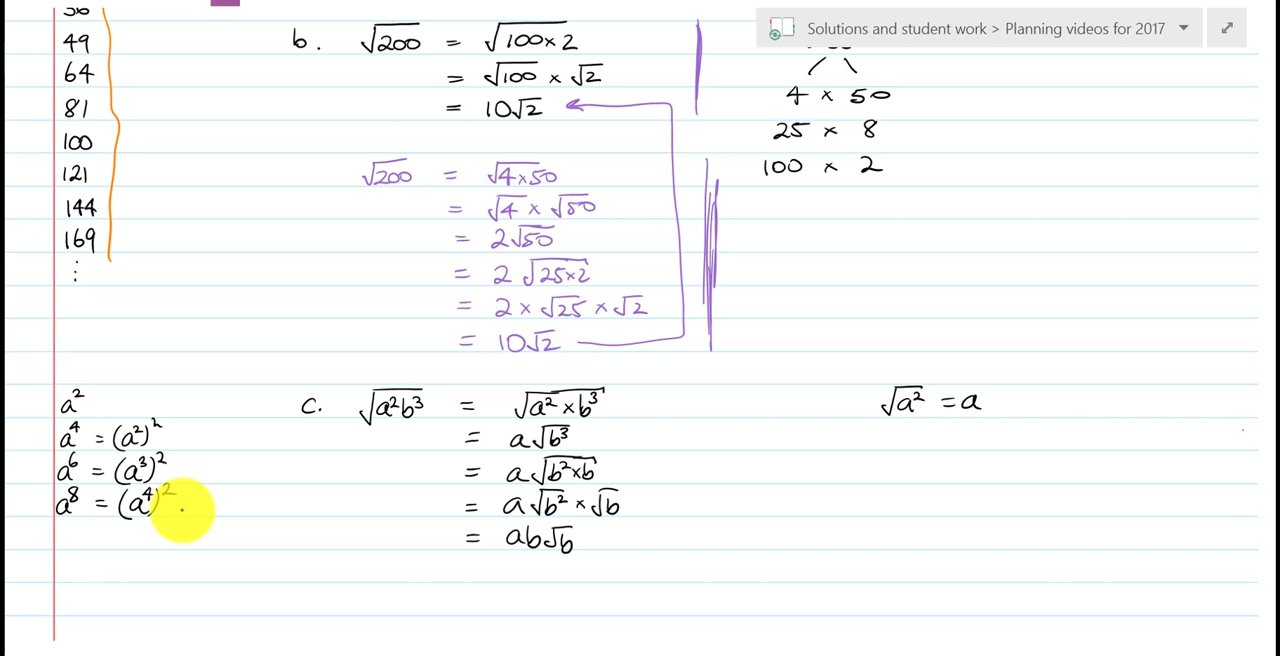 Solutions and student work > Planning videos for 2017
49
64
81
100
121
144
169
⋮
b. √200 = √100×2
= √100 × √2
= 10√2
4 × 50
25 × 8
100 × 2
√200 = √4×50
= √4 × √50
= 2√50
= 2 √25×2
= 2 × √25 × √2
= 10√2
a²
a⁴ = (a²)²
a⁶ = (a³)²
a⁸ = (a⁴)²
c. √a²b³ = √a²×b³
= a√b³
= a√b²×b
= a√b² × √b
= ab√b
√a² = a